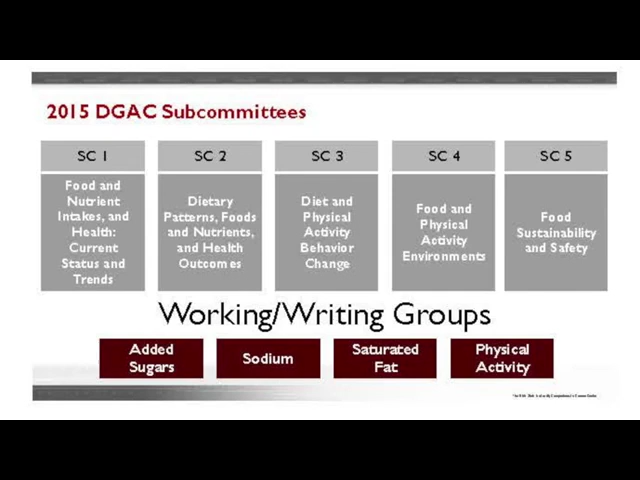 2015 DGAC Subcommittees
SC 1
SC 2
SC 3
SC 4
SC 5
Food and
Nutrient
Intakes, and
Health:
Current
Status and
Trends
Dietary
Patterns, Foods
and Nutrients,
and Health
Outcomes
Diet and
Physical
Activity
Behavior
Change
Food and
Physical
Activity
Environments
Food
Sustainability
and Safety
Working/Writing Groups
Added
Sugars
Sodium
Saturated
Fat
Physical
Activity